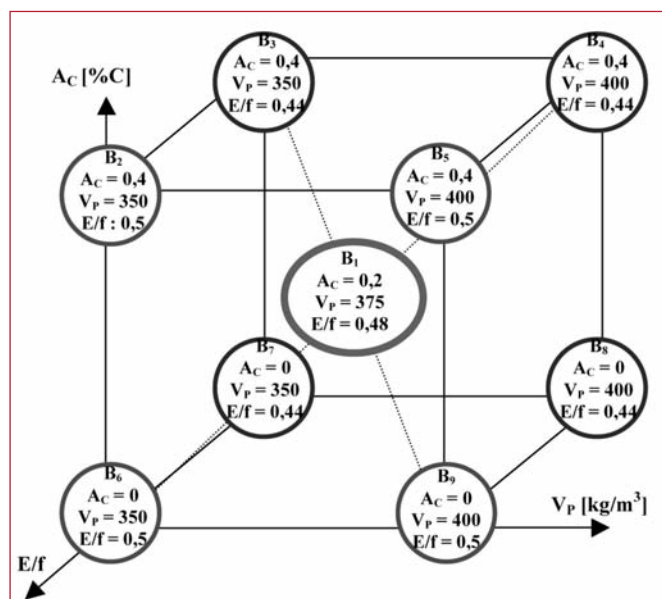 B3
AC = 0,4
VP = 350
E/f = 0,44
B4
AC = 0,4
VP = 400
E/f = 0,44
AC [%C]
B2
AC = 0,4
VP = 350
E/f : 0,5
B5
AC = 0,4
VP = 400
E/f = 0,5
B1
AC = 0,2
VP = 375
E/f = 0,48
B7
AC = 0
VP = 350
E/f = 0,44
B8
AC = 0
VP = 400
E/f = 0,44
B6
AC = 0
VP = 350
E/f = 0,5
B9
AC = 0
VP = 400
E/f = 0,5
VP [kg/m³]
E/f